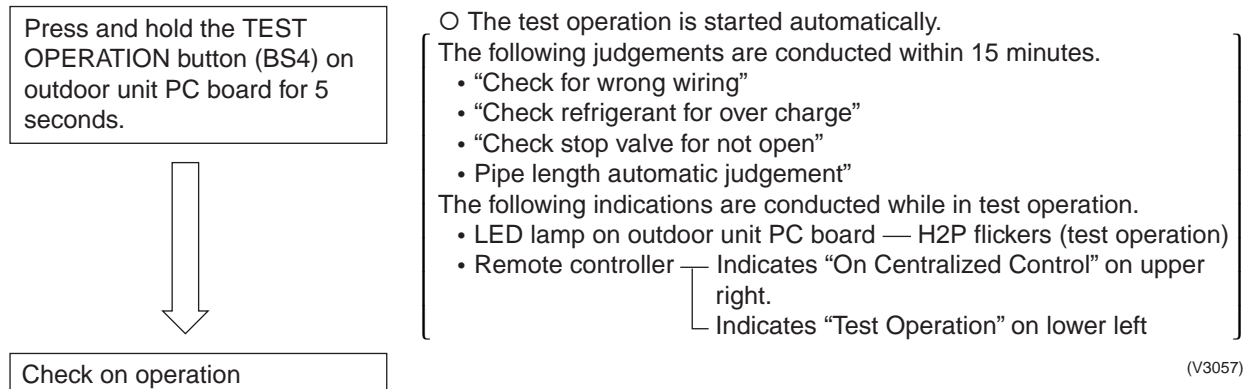 Press and hold the TEST
OPERATION button (BS4) on
outdoor unit PC board for 5
seconds.
O The test operation is started automatically.
The following judgements are conducted within 15 minutes.
• “Check for wrong wiring”
• “Check refrigerant for over charge”
• “Check stop valve for not open”
• Pipe length automatic judgement”
The following indications are conducted while in test operation.
• LED lamp on outdoor unit PC board — H2P flickers (test operation)
• Remote controller — Indicates “On Centralized Control” on upper
right.
Indicates “Test Operation” on lower left
Check on operation
(V3057)